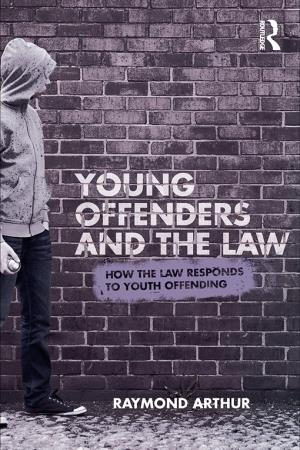 ROUTLEDGE
YOUNG
OFFENDERS
AND THE LAW
HOW THE LAW RESPONDS
TO YOUTH OFFENDING
RAYMOND ARTHUR